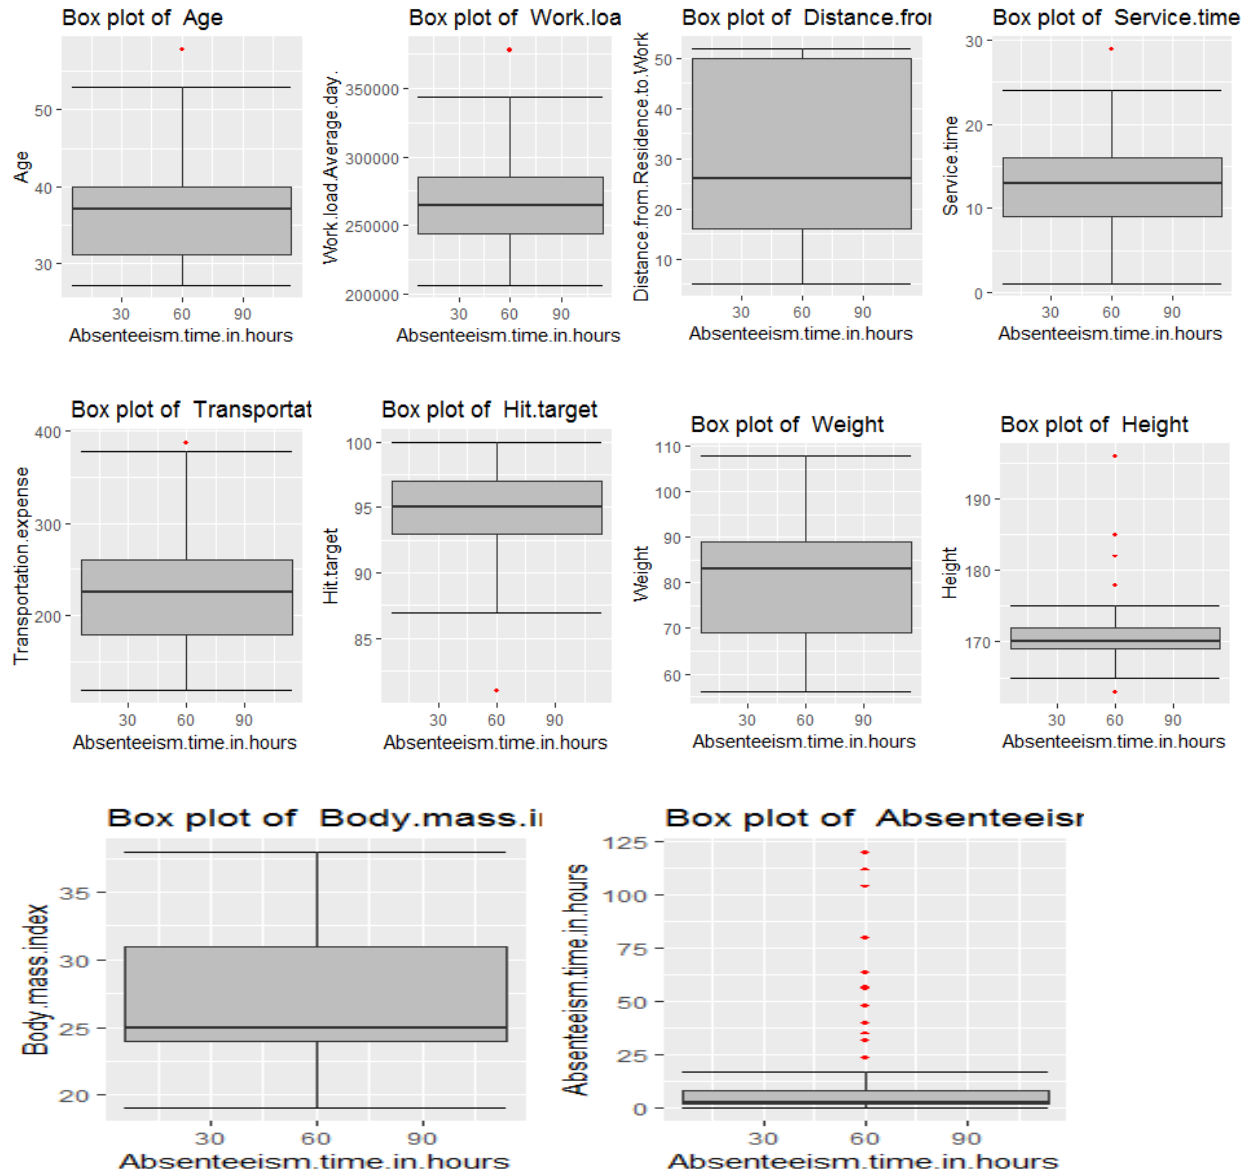 Box plot of  Age
Age
50
40
30
30 60 90
Absenteeism.time.in.hours
Box plot of  Work.loa
Work.load.Average.day.
350000
300000
250000
200000
30 60 90
Absenteeism.time.in.hours
Box plot of  Distance.fror
Distance.from.Residence.to.Work
50
40
30
20
10
30 60 90
Absenteeism.time.in.hours
Box plot of  Service.time
Service.time
30
20
10
0
30 60 90
Absenteeism.time.in.hours
Box plot of  Transportat
Transportation.expense
400
300
200
30 60 90
Absenteeism.time.in.hours
Box plot of  Hit.target
Hit.target
100
95
90
85
30 60 90
Absenteeism.time.in.hours
Box plot of  Weight
Weight
110
100
90
80
70
60
30 60 90
Absenteeism.time.in.hours
Box plot of  Height
Height
190
180
170
30 60 90
Absenteeism.time.in.hours
Box plot of  Body.mass.ii
Body.mass.index
35
30
25
20
30 60 90
Absenteeism.time.in.hours
Box plot of  Absenteeisr
Absenteeism.time.in.hours
125
100
75
50
25
0
30 60 90
Absenteeism.time.in.hours